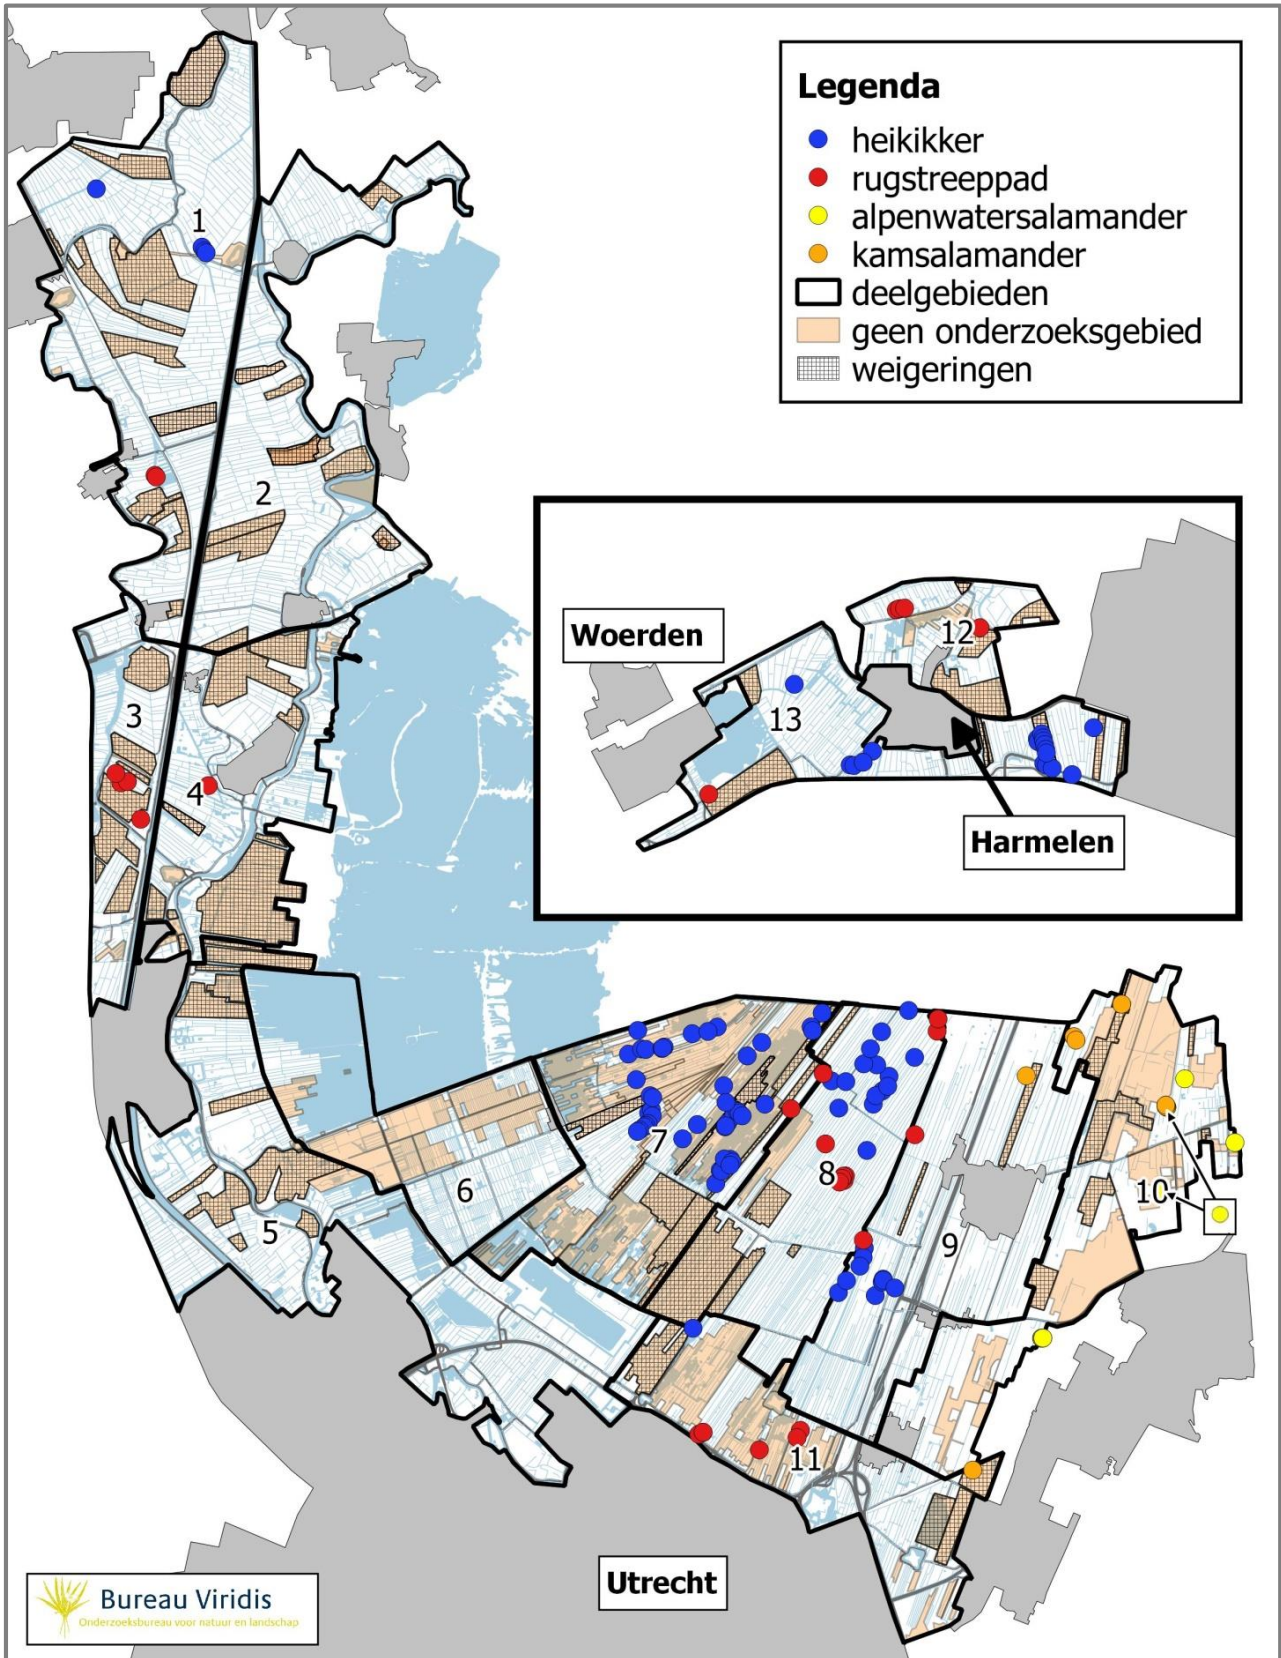 Legenda
heikikker
rugstreeppad
alpenwatersalamander
kamsalamander
deelgebieden
geen onderzoeksgebied
weigeringen
1
2
3
4
Woerden
12
13
Harmelen
5
6
7
8
9
10
11
Utrecht
Bureau Viridis
Onderzoeksbureau voor natuur en landschap